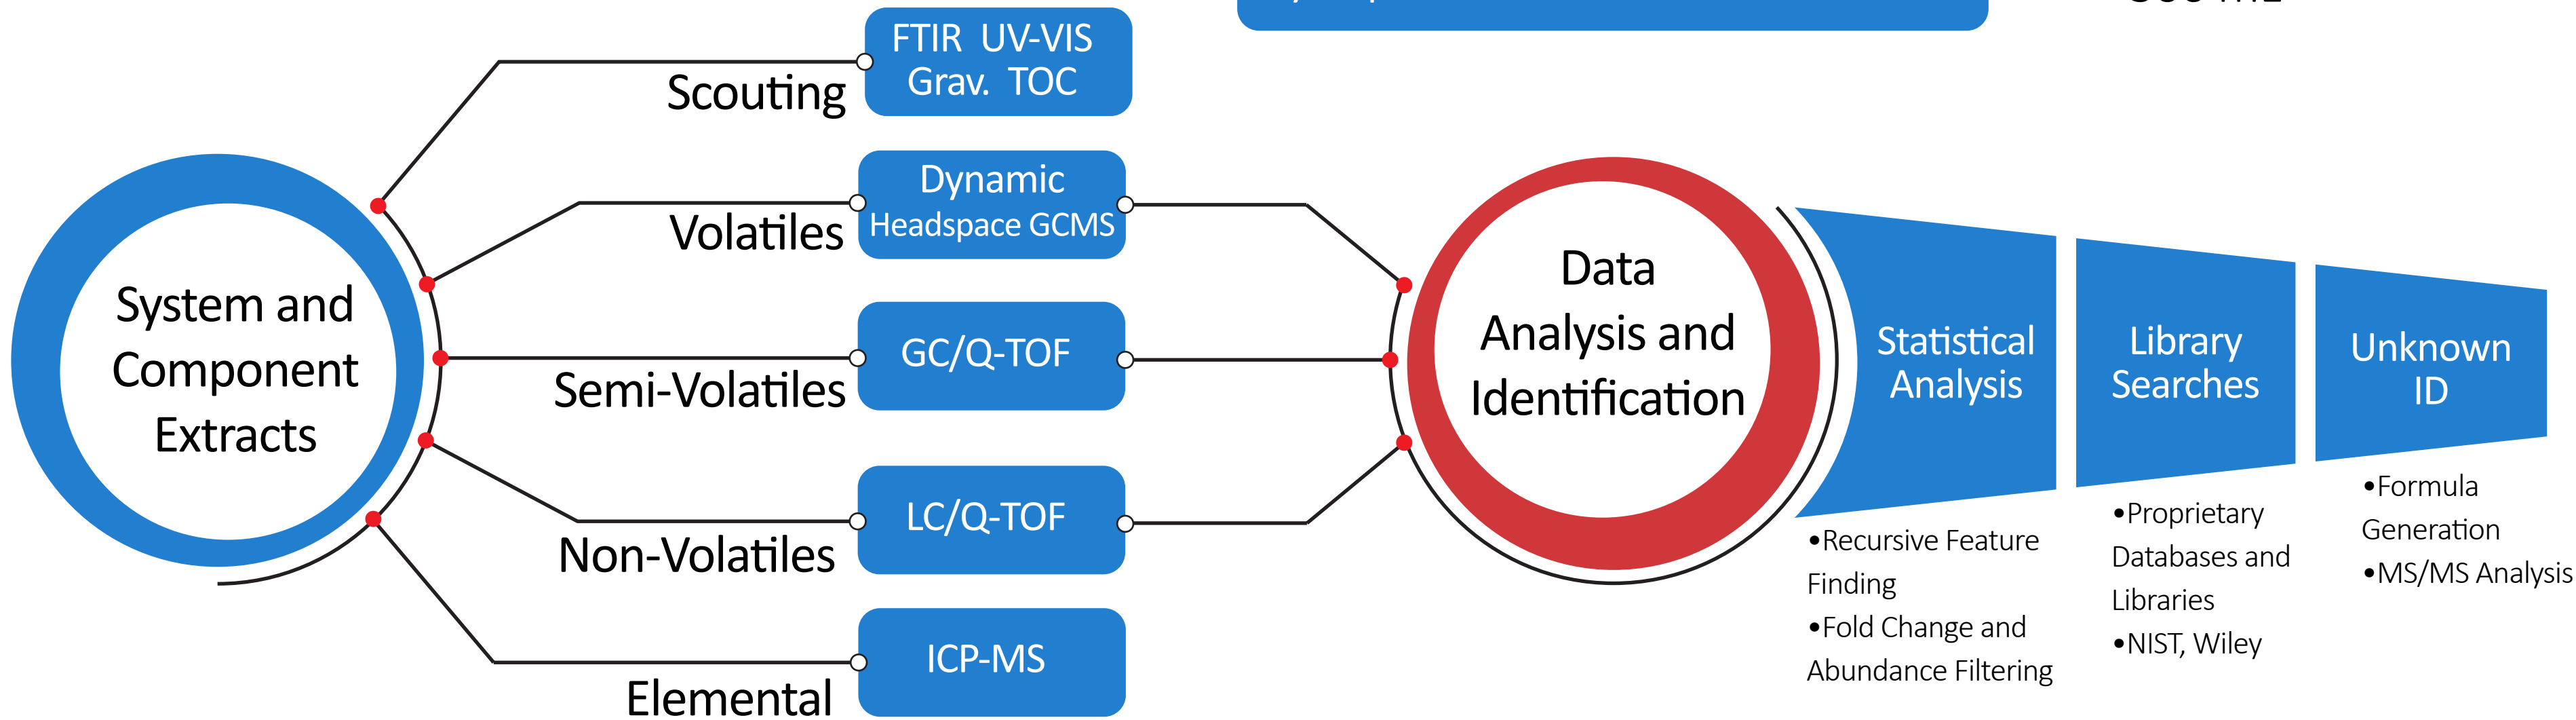 FTIR UV-VIS
Grav. TOC
Scouting
Dynamic
Headspace GCMS
Volatiles
GC/Q-TOF
Semi-Volatiles
LC/Q-TOF
Non-Volatiles
ICP-MS
Elemental
System and
Component
Extracts
Data
Analysis and
Identification
Statistical
Analysis
•Recursive Feature
Finding
•Fold Change and
Abundance Filtering
Library
Searches
•Proprietary
Databases and
Libraries
•NIST, Wiley
Unknown
ID
•Formula
Generation
•MS/MS Analysis